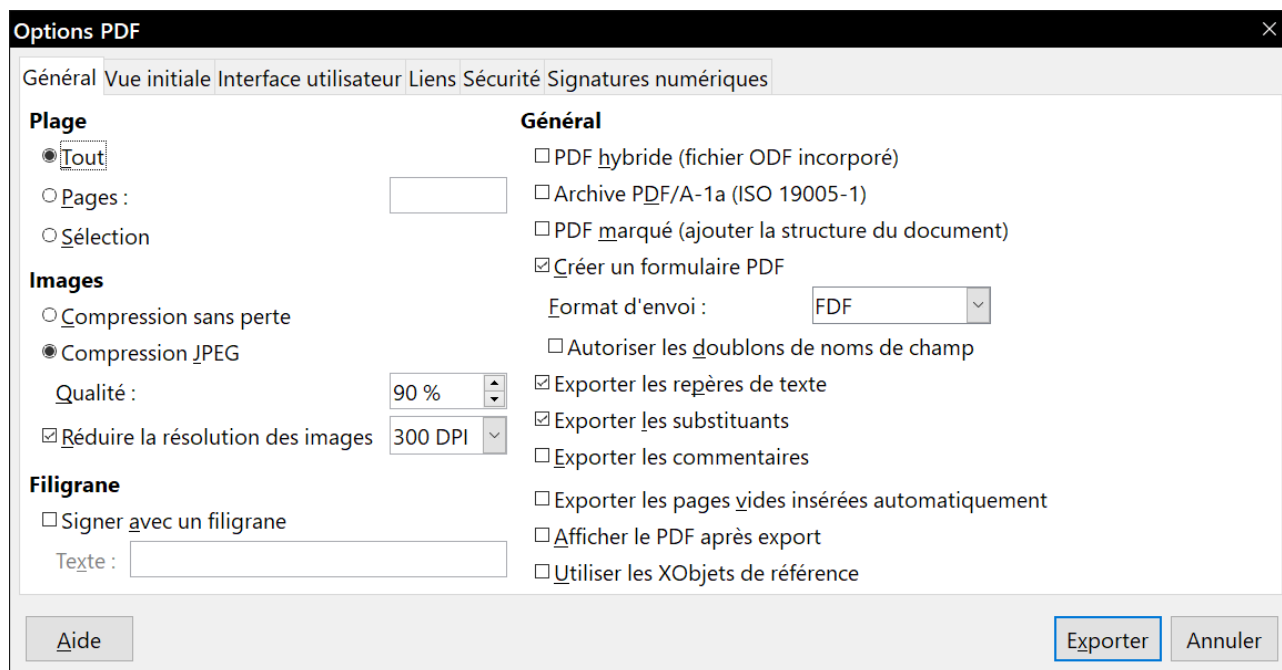 Options PDF
Général Vue initiale Interface utilisateur Liens Sécurité Signatures numériques
Plage
Tout
Pages :
Sélection
Images
Compression sans perte
Compression JPEG
Qualité : 90 %
Réduire la résolution des images 300 DPI
Filigrane
Signer avec un filigrane
Texte :
Général
PDF hybride (fichier ODF incorporé)
Archive PDF/A-1a (ISO 19005-1)
PDF marqué (ajouter la structure du document)
Créer un formulaire PDF
Format d'envoi : FDF
Autoriser les doublons de noms de champ
Exporter les repères de texte
Exporter les substituants
Exporter les commentaires
Exporter les pages vides insérées automatiquement
Afficher le PDF après export
Utiliser les XObjets de référence
Aide Exporter Annuler